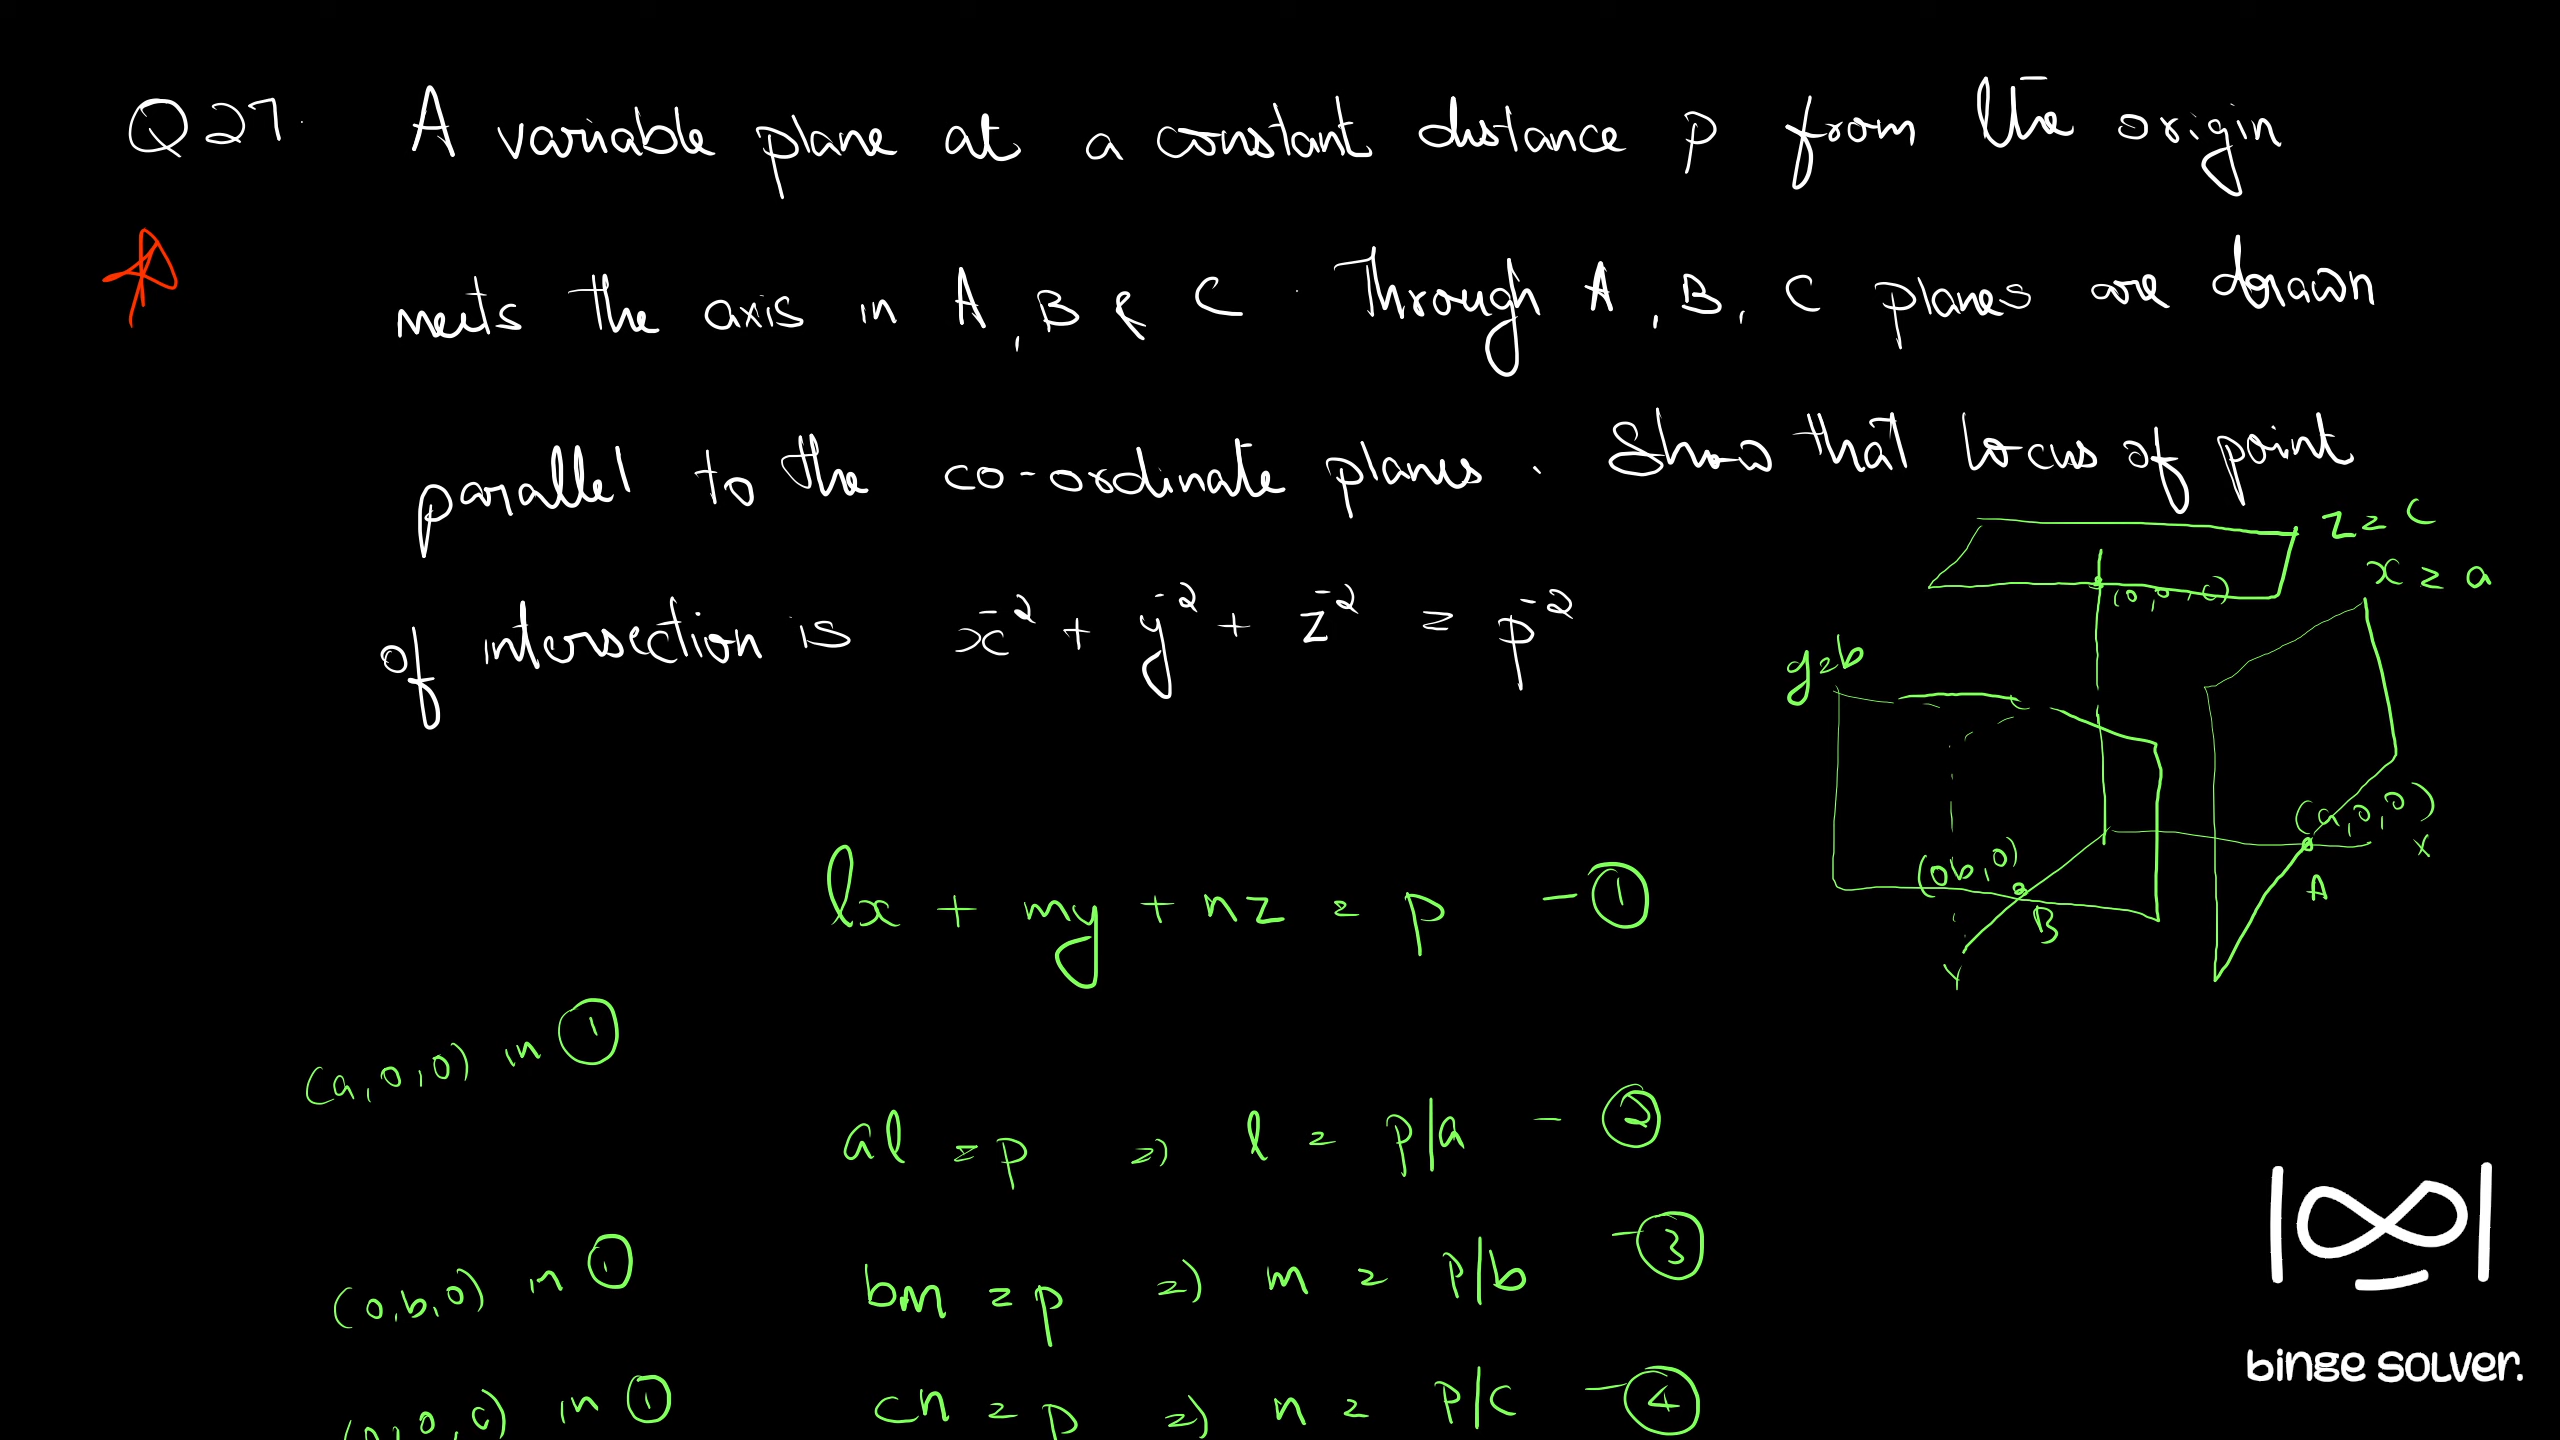 Q27. A variable plane at a constant distance p from the origin
meets the axis in A, B & C. Through A, B, C planes are drawn
parallel to the co-ordinate planes. Show that locus of point
of intersection is x⁻² + y⁻² + z⁻² = p⁻²
z = c
x = a
(0,0,c)
y=b
(a,0,0)
X
A
(0b,0)
B
Y
lx + my + nz = p - ①
(a,0,0) in ①
al = p => l = p/a - ②
(0,b,0) in ①
bm = p => m = p/b - ③
(0,0,c) in ①
cn = p => n = p/c - ④
binge solver.